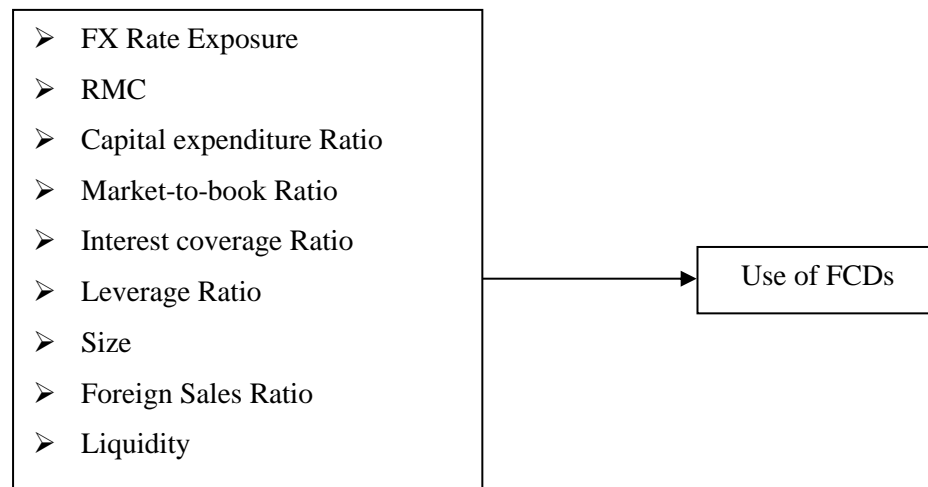 ➢ FX Rate Exposure
➢ RMC
➢ Capital expenditure Ratio
➢ Market-to-book Ratio
➢ Interest coverage Ratio
➢ Leverage Ratio
➢ Size
➢ Foreign Sales Ratio
➢ Liquidity
Use of FCDs